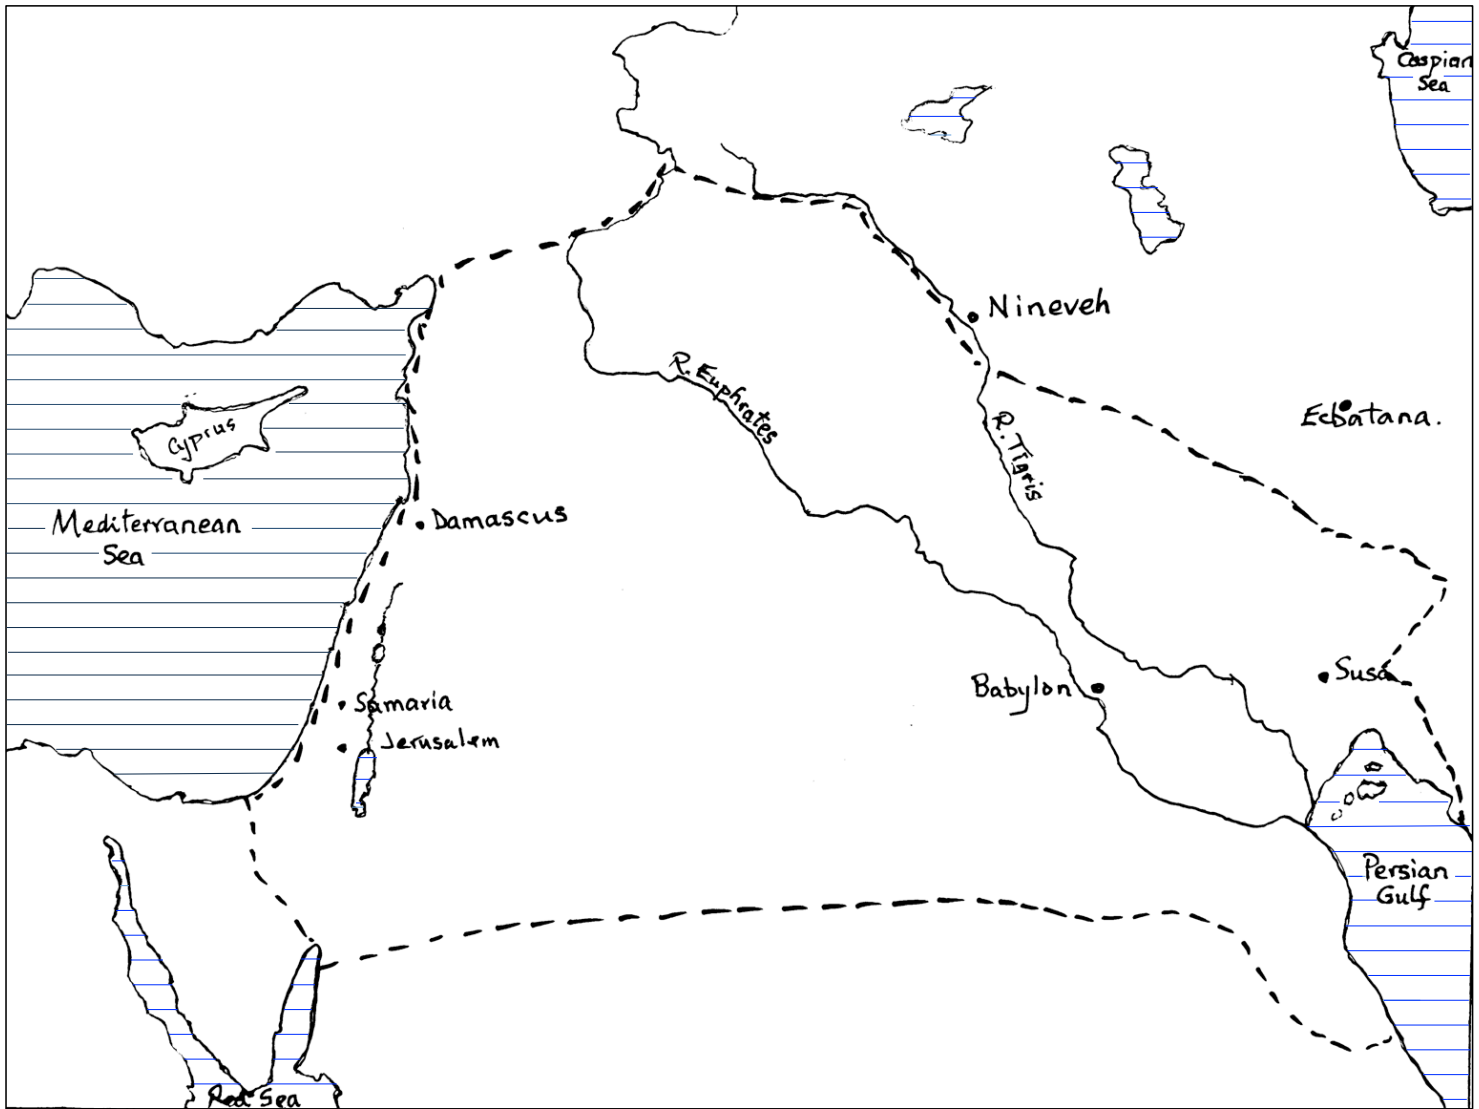 Caspian
Sea
Nineveh
R. Euphrates
Ecbatana.
Cyprus
R. Tigris
Mediterranean
Sea
Damascus
Susa
Babylon
Samaria
Jerusalem
Persian
Gulf
Red Sea